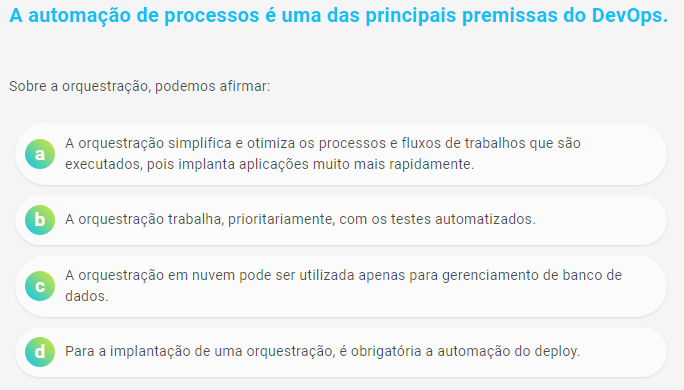 A automação de processos é uma das principais premissas do DevOps.
Sobre a orquestração, podemos afirmar:
a
A orquestração simplifica e otimiza os processos e fluxos de trabalhos que são
executados, pois implanta aplicações muito mais rapidamente.
b
A orquestração trabalha, prioritariamente, com os testes automatizados.
c
A orquestração em nuvem pode ser utilizada apenas para gerenciamento de banco de
dados.
d
Para a implantação de uma orquestração, é obrigatória a automação do deploy.